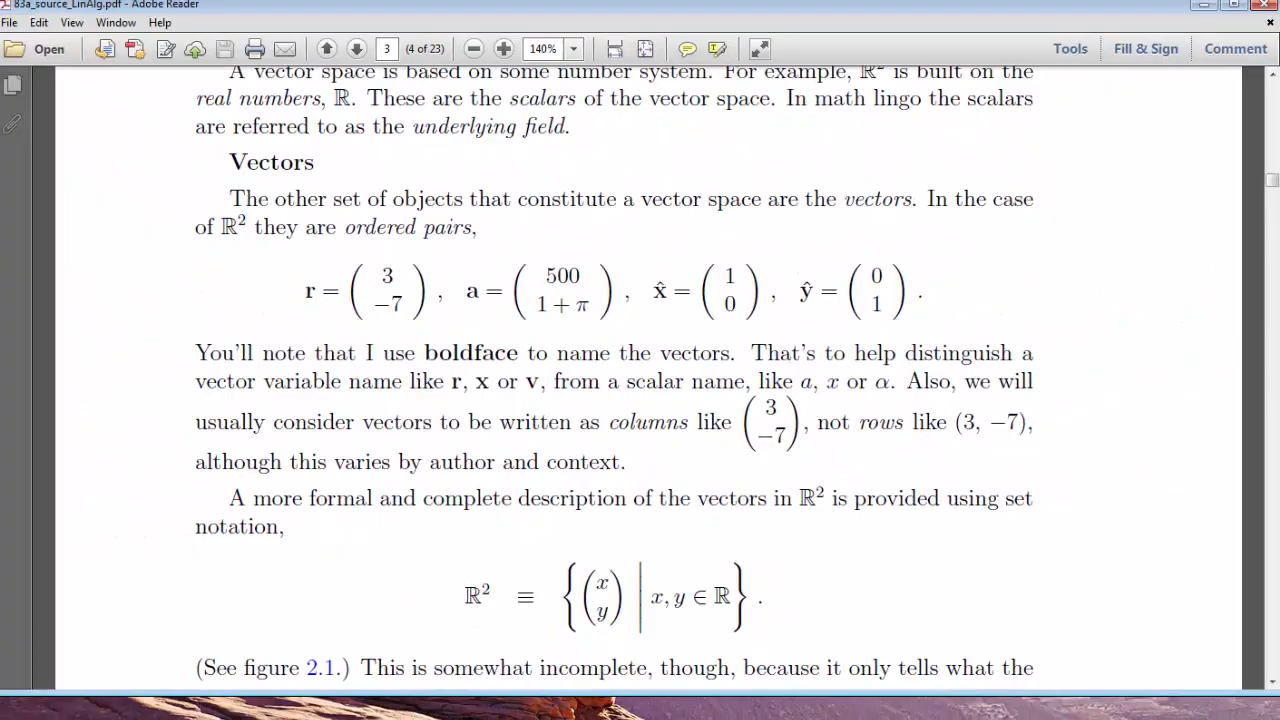 83a_source_LinAlg.pdf - Adobe Reader
File Edit View Window Help
Open 3 (4 of 23) 140% Tools Fill & Sign Comment
A vector space is based on some number system. For example, ℝ² is built on the
real numbers, ℝ. These are the scalars of the vector space. In math lingo the scalars
are referred to as the underlying field.
Vectors
The other set of objects that constitute a vector space are the vectors. In the case
of ℝ² they are ordered pairs,
r = ( 3 −7 ) , a = ( 500 1 + π ) , x̂ = ( 1 0 ) , ŷ = ( 0 1 ) .
You'll note that I use boldface to name the vectors. That's to help distinguish a
vector variable name like r, x or v, from a scalar name, like a, x or α. Also, we will
usually consider vectors to be written as columns like ( 3 −7 ), not rows like (3, −7),
although this varies by author and context.
A more formal and complete description of the vectors in ℝ² is provided using set
notation,
ℝ² ≡ { ( x y ) | x, y ∈ ℝ } .
(See figure 2.1.) This is somewhat incomplete, though, because it only tells what the